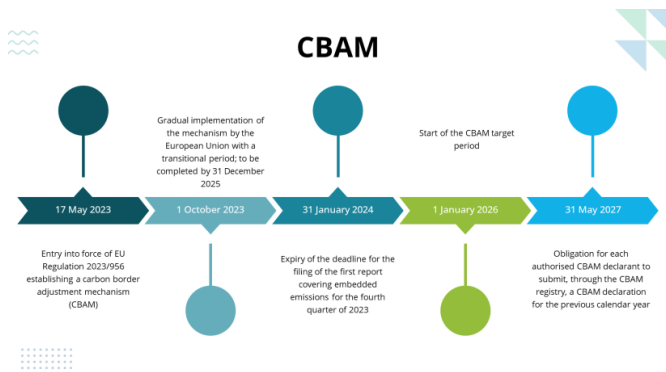 CBAM
Gradual implementation of
the mechanism by the
European Union with a
transitional period; to be
completed by 31 December
2025
Start of the CBAM target
period
17 May 2023
1 October 2023
31 January 2024
1 January 2026
31 May 2027
Entry into force of EU
Regulation 2023/956
establishing a carbon border
adjustment mechanism
(CBAM)
Expiry of the deadline for the
filing of the first report
covering embedded
emissions for the fourth
quarter of 2023
Obligation for each
authorised CBAM declarant to
submit, through the CBAM
registry, a CBAM declaration
for the previous calendar year